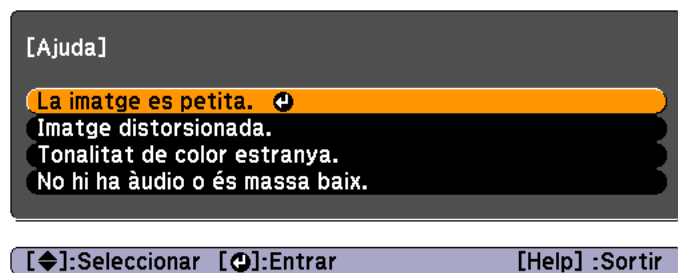 [Ajuda]
La imatge es petita.
Imatge distorsionada.
Tonalitat de color estranya.
No hi ha àudio o és massa baix.
[◆]:Seleccionar [↵]:Entrar [Help] :Sortir